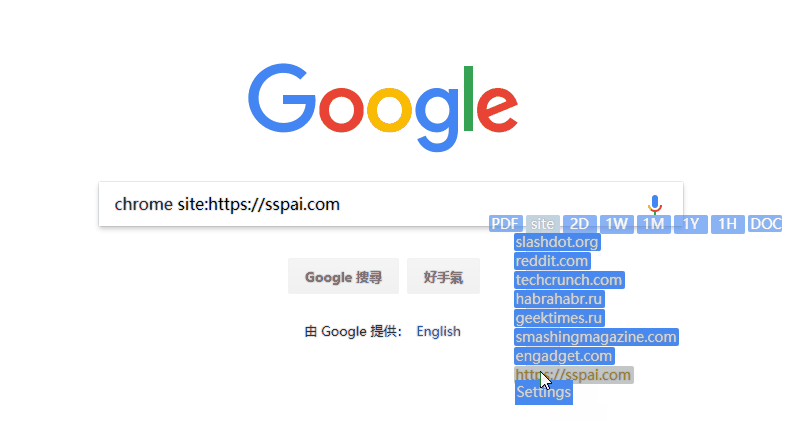 Google
chrome site:https://sspai.com
PDF site 2D 1W 1M 1Y 1H DOC
slashdot.org
reddit.com
techcrunch.com
habrahabr.ru
geektimes.ru
smashingmagazine.com
engadget.com
https://sspai.com
Settings
Google 搜尋 好手氣
由 Google 提供： English